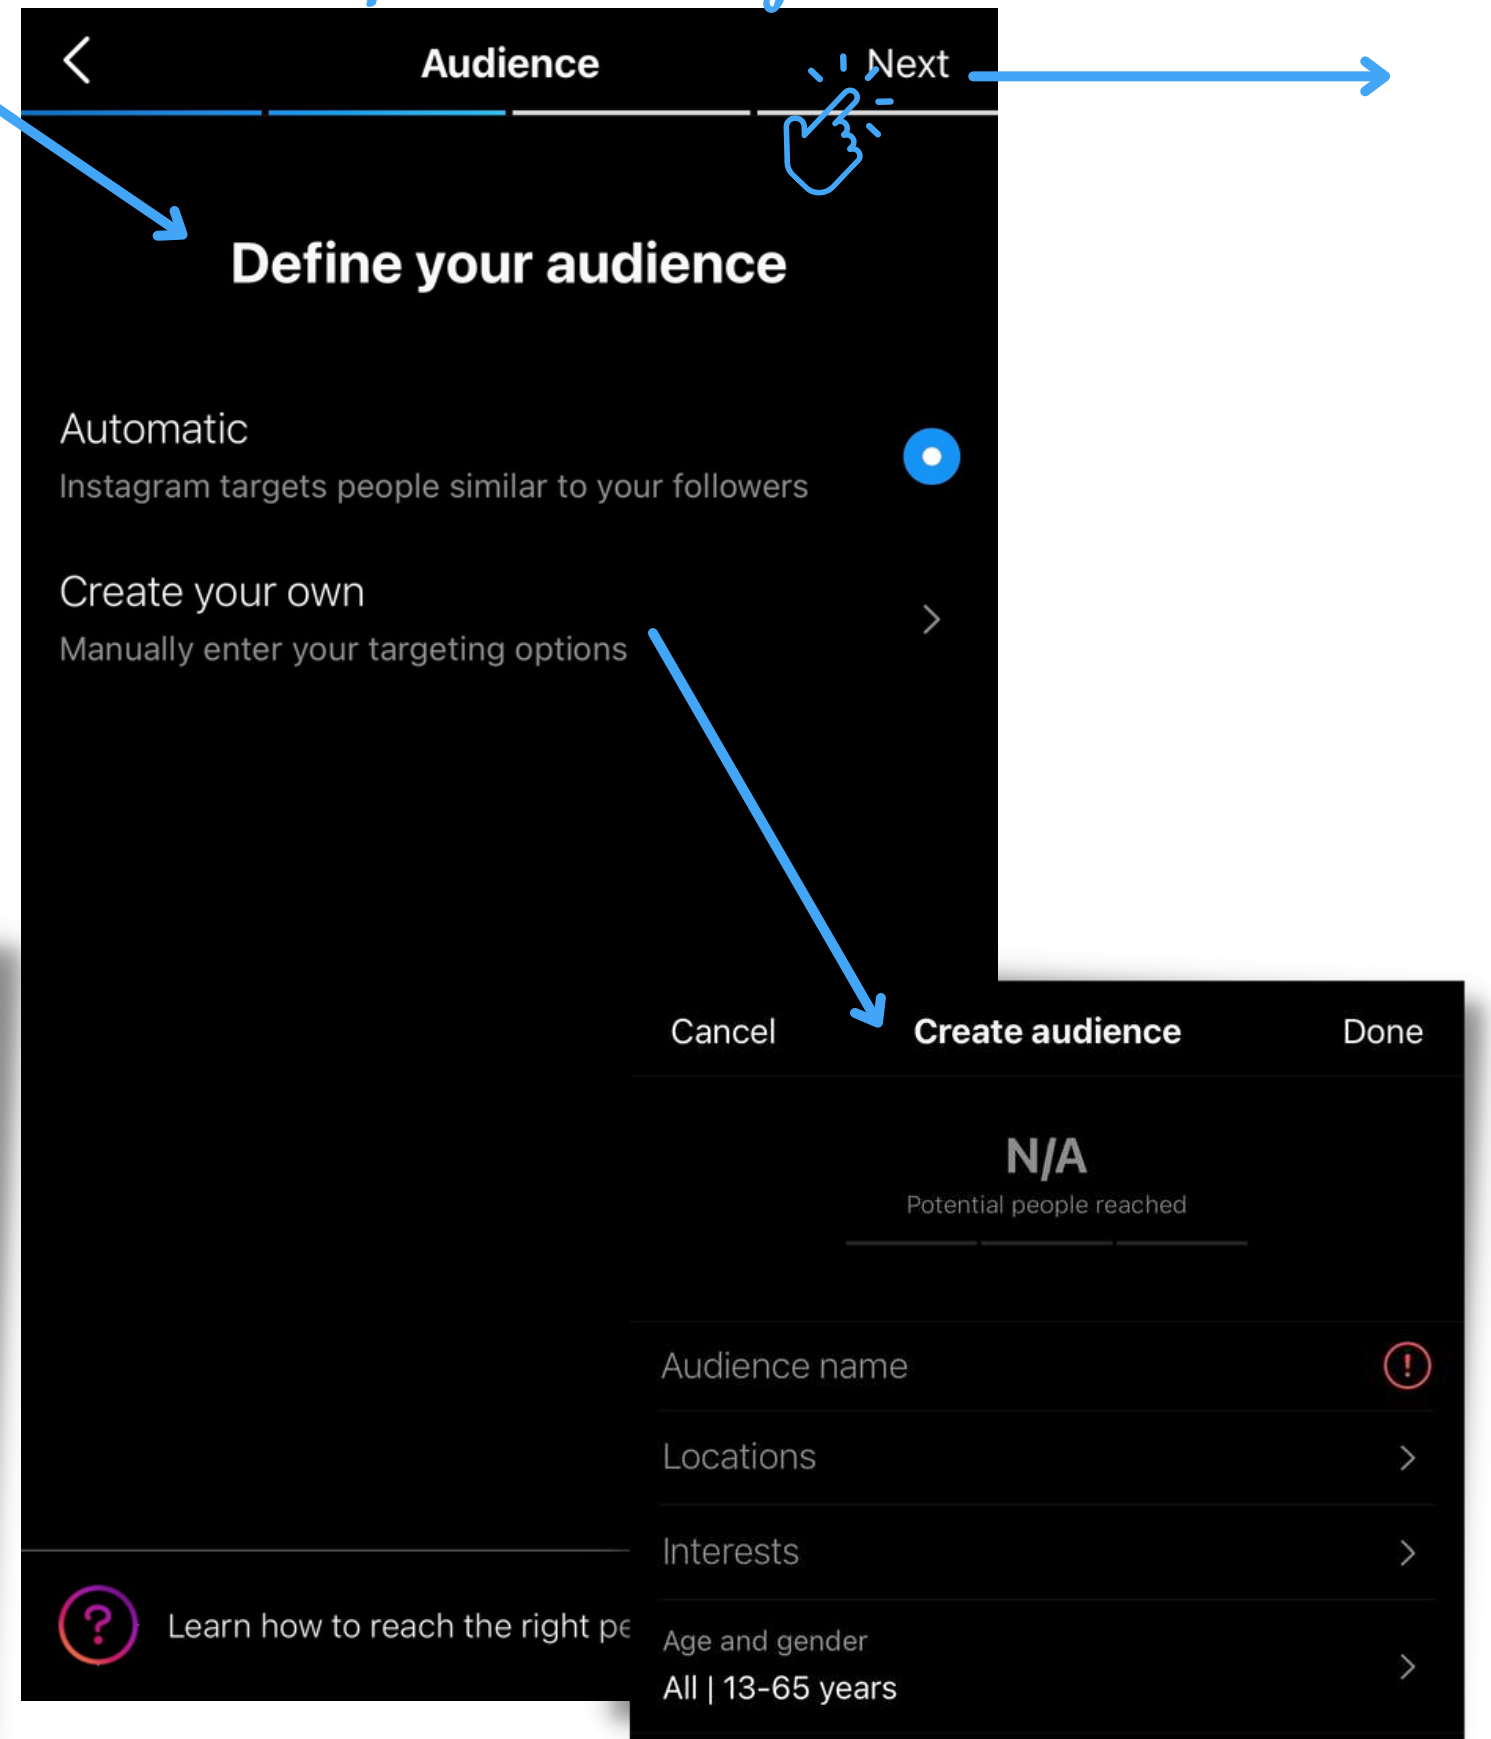 Audience
Next
Define your audience
Automatic
Instagram targets people similar to your followers
Create your own
Manually enter your targeting options
Learn how to reach the right
Cancel
Create audience
Done
N/A
Potential people reached
Audience name
Locations
Interests
Age and gender
All | 13-65 years